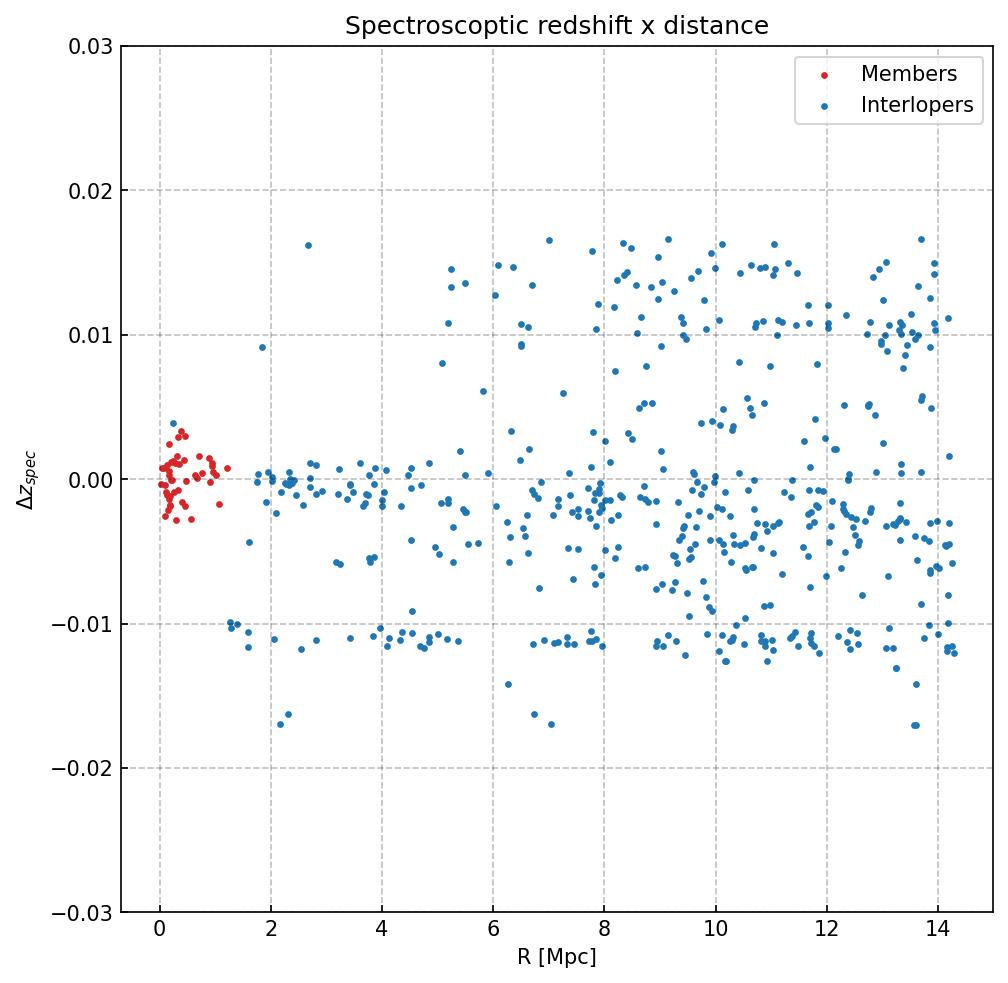 Spectroscoptic redshift x distance
0.03
0.02
0.01
0.00
−0.01
−0.02
−0.03
Δz_spec
Members
Interlopers
0 2 4 6 8 10 12 14
R [Mpc]